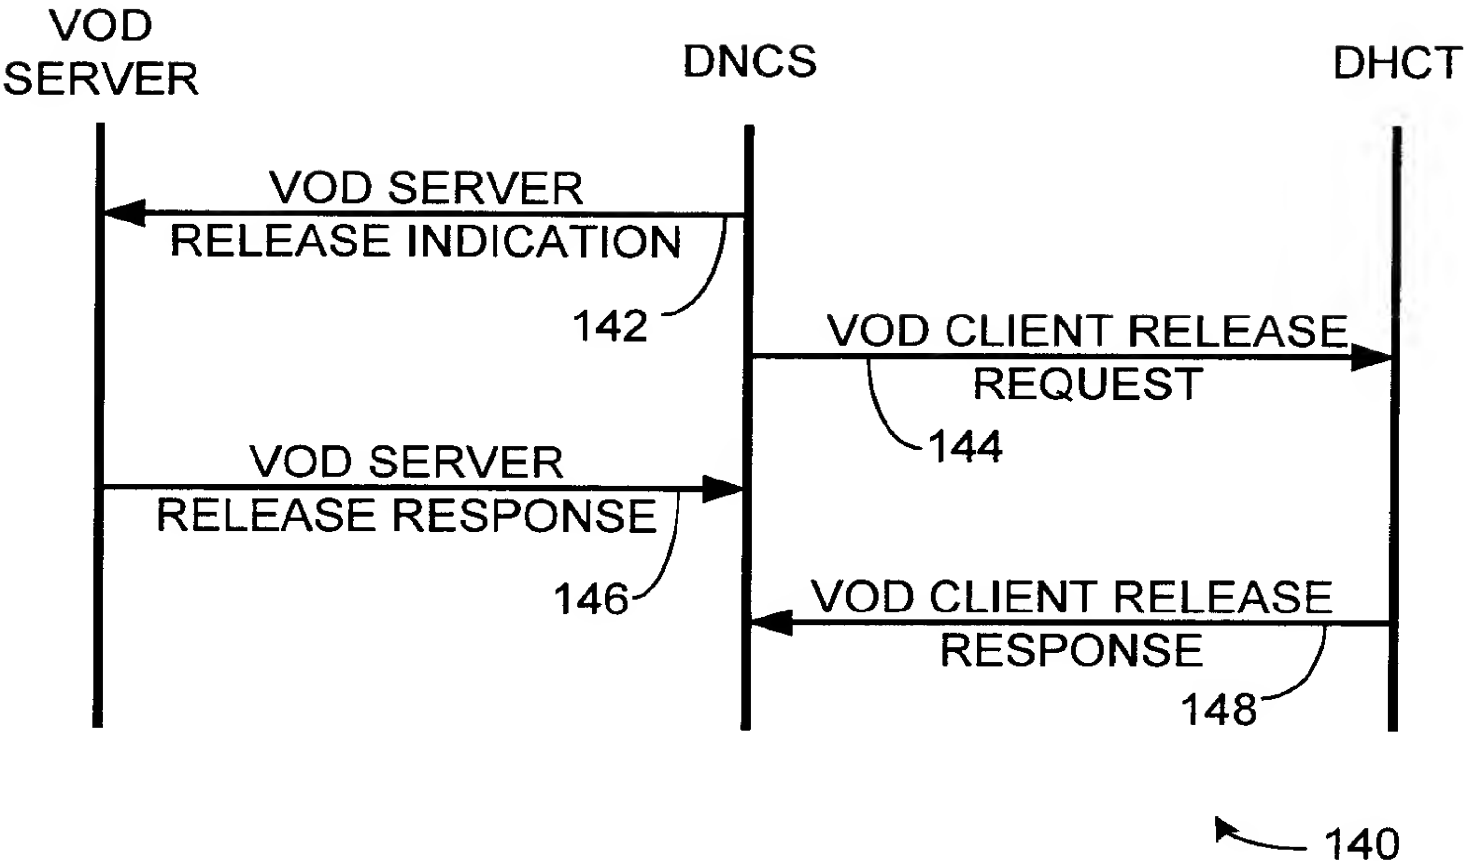 VOD
SERVER
DNCS
DHCT
VOD SERVER
RELEASE INDICATION
142
VOD CLIENT RELEASE
REQUEST
144
VOD SERVER
RELEASE RESPONSE
146
VOD CLIENT RELEASE
RESPONSE
148
140